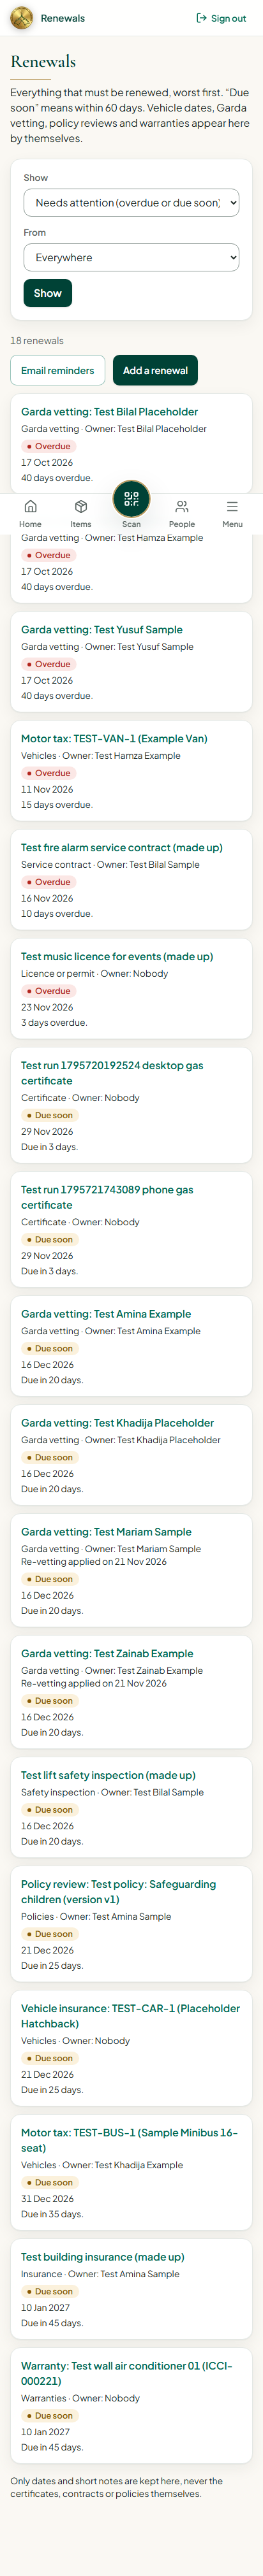 Renewals
Sign out
Renewals
Everything that must be renewed, worst first. “Due
soon” means within 60 days. Vehicle dates, Garda
vetting, policy reviews and warranties appear here
by themselves.
Show
Needs attention (overdue or due soon)
From
Everywhere
Show
18 renewals
Email reminders
Add a renewal
Garda vetting: Test Bilal Placeholder
Garda vetting · Owner: Test Bilal Placeholder
Overdue
17 Oct 2026
40 days overdue.
Home
Items
Scan
People
Menu
Garda vetting · Owner: Test Hamza Example
Overdue
17 Oct 2026
40 days overdue.
Garda vetting: Test Yusuf Sample
Garda vetting · Owner: Test Yusuf Sample
Overdue
17 Oct 2026
40 days overdue.
Motor tax: TEST-VAN-1 (Example Van)
Vehicles · Owner: Test Hamza Example
Overdue
11 Nov 2026
15 days overdue.
Test fire alarm service contract (made up)
Service contract · Owner: Test Bilal Sample
Overdue
16 Nov 2026
10 days overdue.
Test music licence for events (made up)
Licence or permit · Owner: Nobody
Overdue
23 Nov 2026
3 days overdue.
Test run 1795720192524 desktop gas
certificate
Certificate · Owner: Nobody
Due soon
29 Nov 2026
Due in 3 days.
Test run 1795721743089 phone gas
certificate
Certificate · Owner: Nobody
Due soon
29 Nov 2026
Due in 3 days.
Garda vetting: Test Amina Example
Garda vetting · Owner: Test Amina Example
Due soon
16 Dec 2026
Due in 20 days.
Garda vetting: Test Khadija Placeholder
Garda vetting · Owner: Test Khadija Placeholder
Due soon
16 Dec 2026
Due in 20 days.
Garda vetting: Test Mariam Sample
Garda vetting · Owner: Test Mariam Sample
Re-vetting applied on 21 Nov 2026
Due soon
16 Dec 2026
Due in 20 days.
Garda vetting: Test Zainab Example
Garda vetting · Owner: Test Zainab Example
Re-vetting applied on 21 Nov 2026
Due soon
16 Dec 2026
Due in 20 days.
Test lift safety inspection (made up)
Safety inspection · Owner: Test Bilal Sample
Due soon
16 Dec 2026
Due in 20 days.
Policy review: Test policy: Safeguarding
children (version v1)
Policies · Owner: Test Amina Sample
Due soon
21 Dec 2026
Due in 25 days.
Vehicle insurance: TEST-CAR-1 (Placeholder
Hatchback)
Vehicles · Owner: Nobody
Due soon
21 Dec 2026
Due in 25 days.
Motor tax: TEST-BUS-1 (Sample Minibus 16-
seat)
Vehicles · Owner: Test Khadija Example
Due soon
31 Dec 2026
Due in 35 days.
Test building insurance (made up)
Insurance · Owner: Test Amina Sample
Due soon
10 Jan 2027
Due in 45 days.
Warranty: Test wall air conditioner 01 (ICCI-
000221)
Warranties · Owner: Nobody
Due soon
10 Jan 2027
Due in 45 days.
Only dates and short notes are kept here, never the
certificates, contracts or policies themselves.